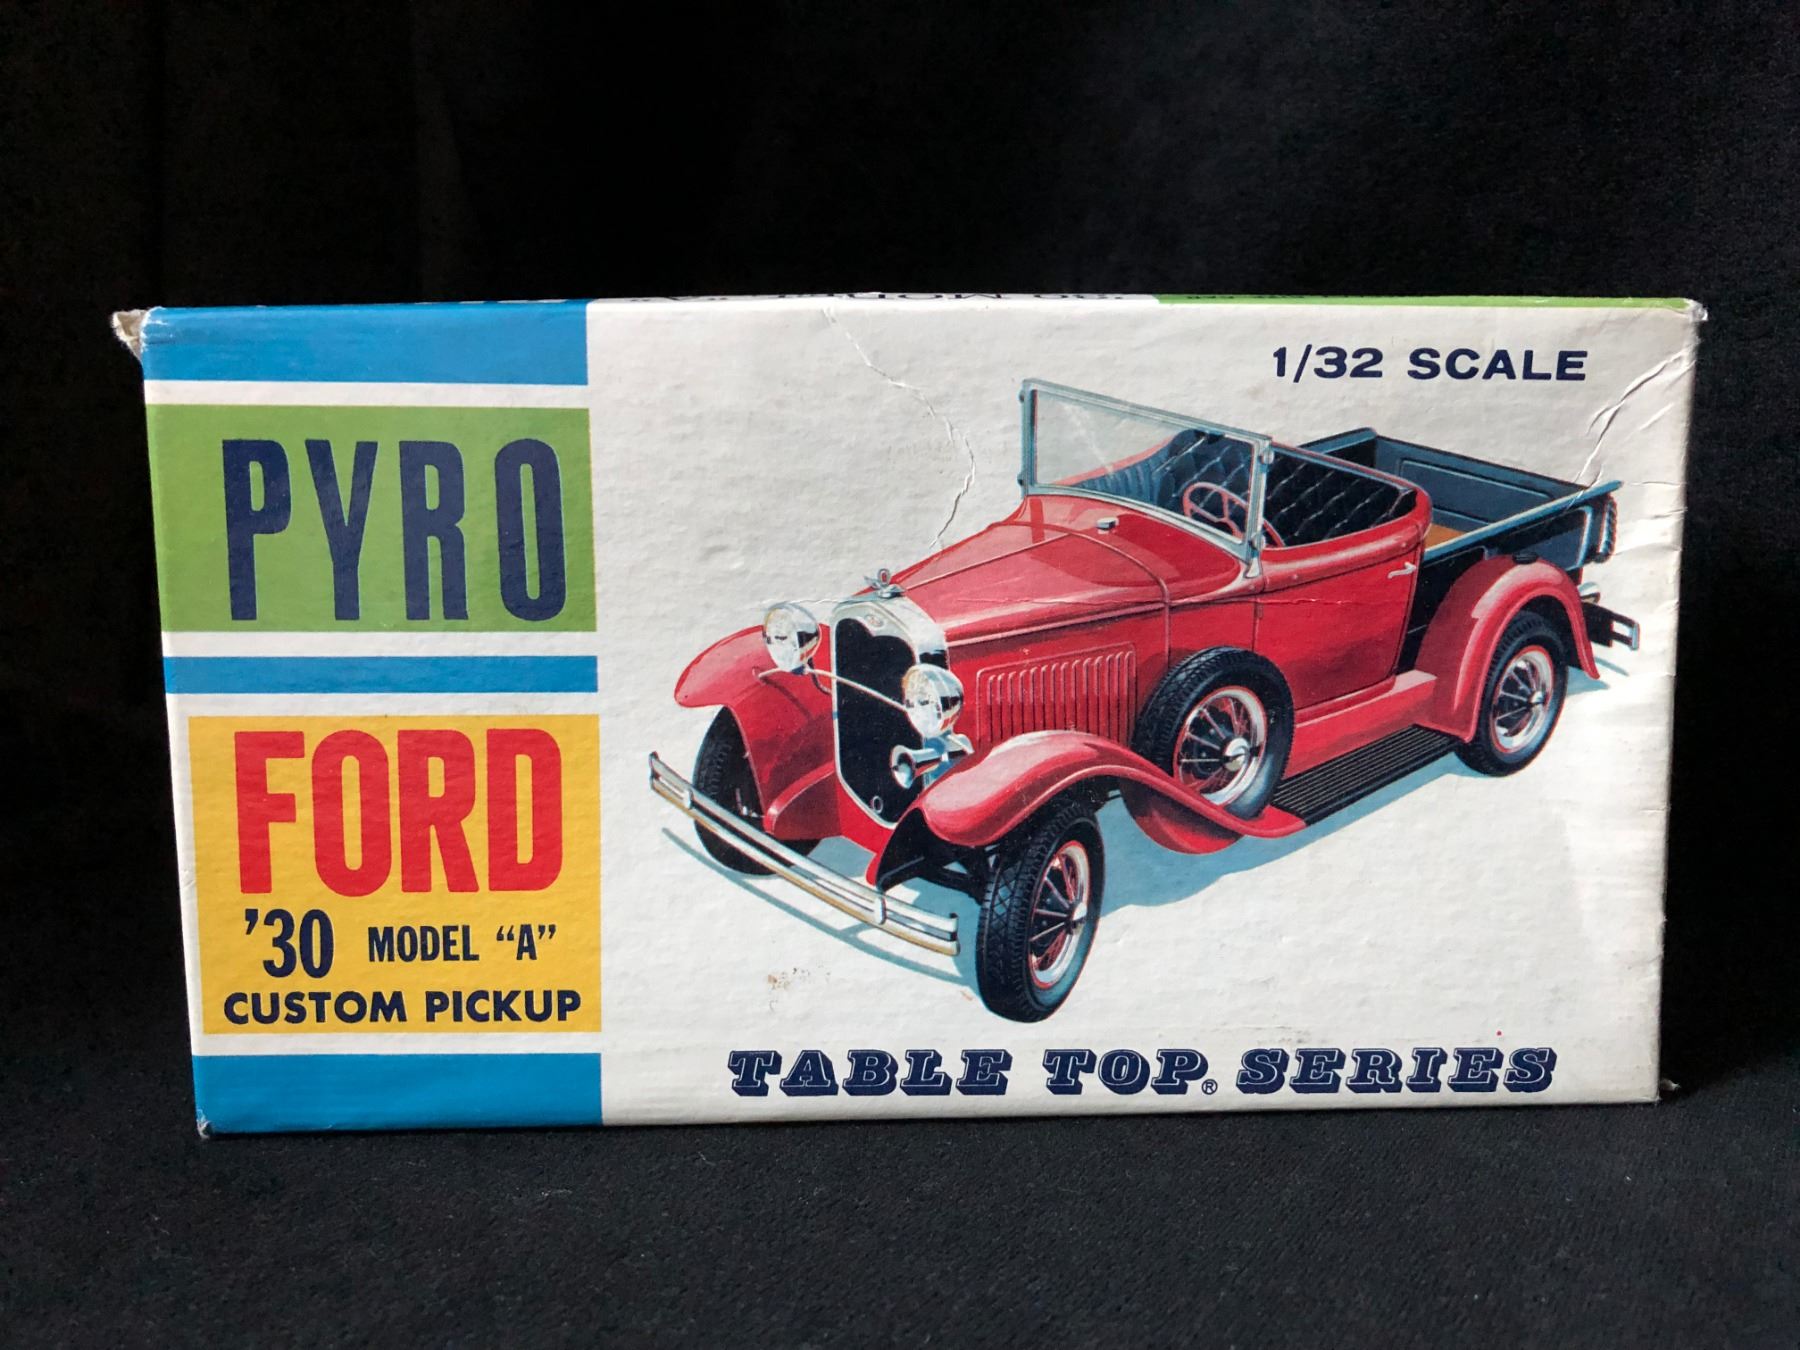 1/32 SCALE
PYRO
FORD
'30 MODEL "A"
CUSTOM PICKUP
TABLE TOP® SERIES